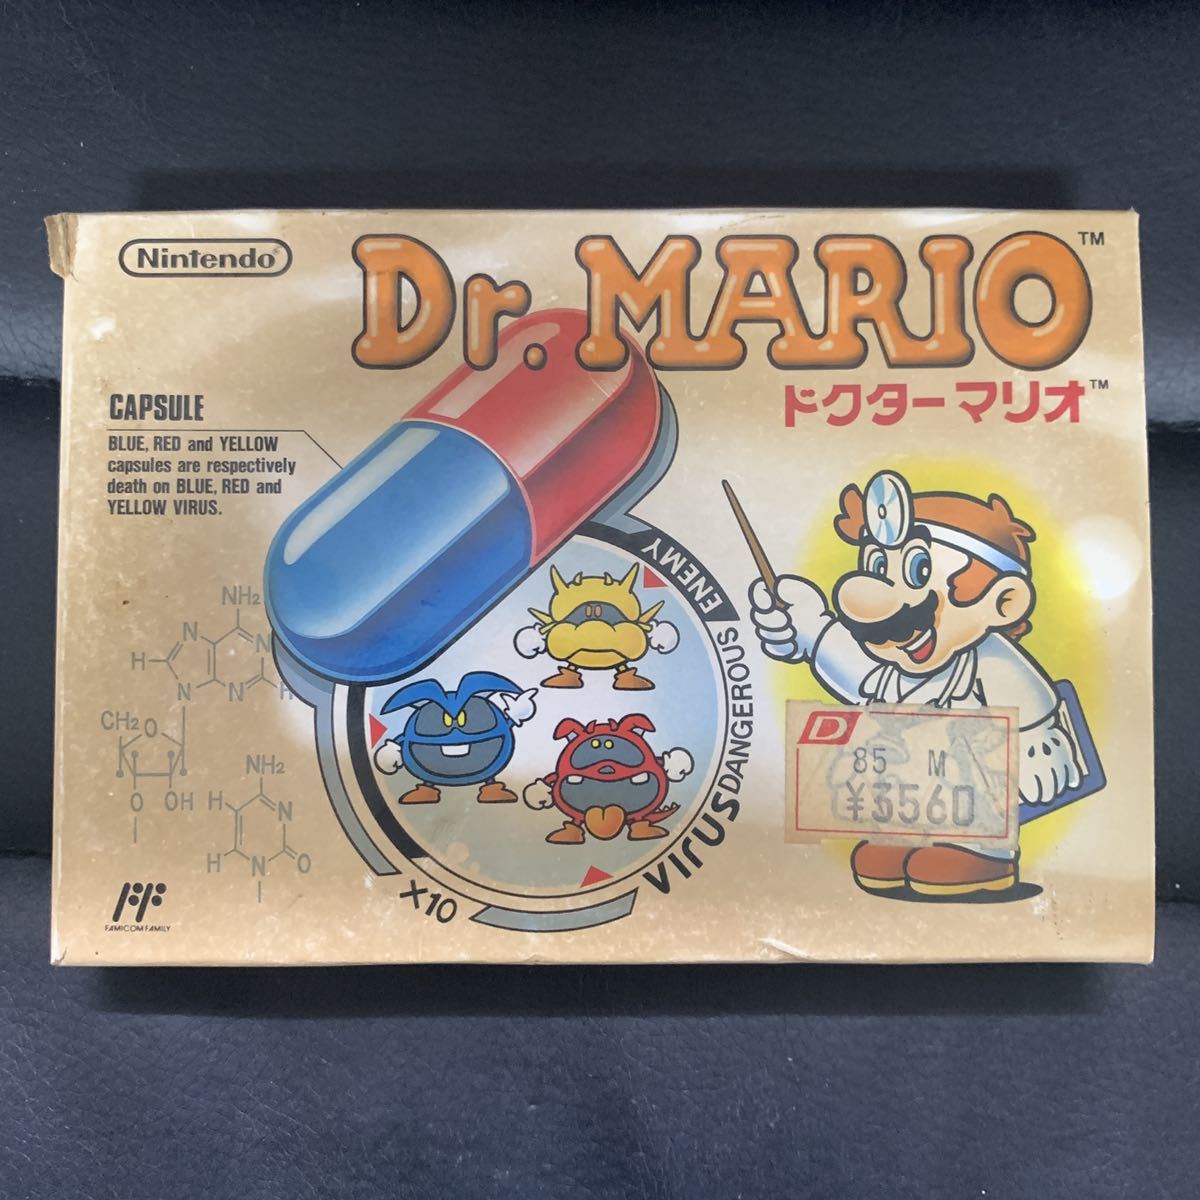 Nintendo
Dr. MARIO™
ドクターマリオ™
CAPSULE
BLUE, RED and YELLOW
capsules are respectively
death on BLUE, RED and
YELLOW VIRUS.
ENEMY
DANGEROUS
VIRUS
X10
NH2
N
N
H
N
N
H
CH2
O
O
OH
NH2
H
N
H
N
O
FF
FAMICOM FAMILY
D
85 M
¥3560